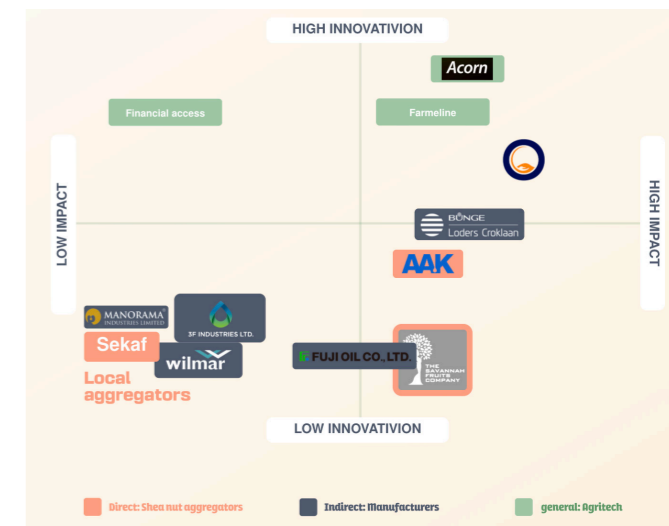 HIGH INNOVATIVION
Acorn
Financial access
Farmeline
LOW IMPACT
HIGH IMPACT
BŪNGE
Loders Croklaan
AAK
MANORAMA
INDUSTRIES LIMITED
3F INDUSTRIES LTD.
Sekaf
wilmar
FUJI OIL CO., LTD.
THE
SAVANNAH
FRUITS
COMPANY
Local
aggregators
LOW INNOVATIVION
Direct: Shea nut aggregators
Indirect: Manufacturers
general: Agritech